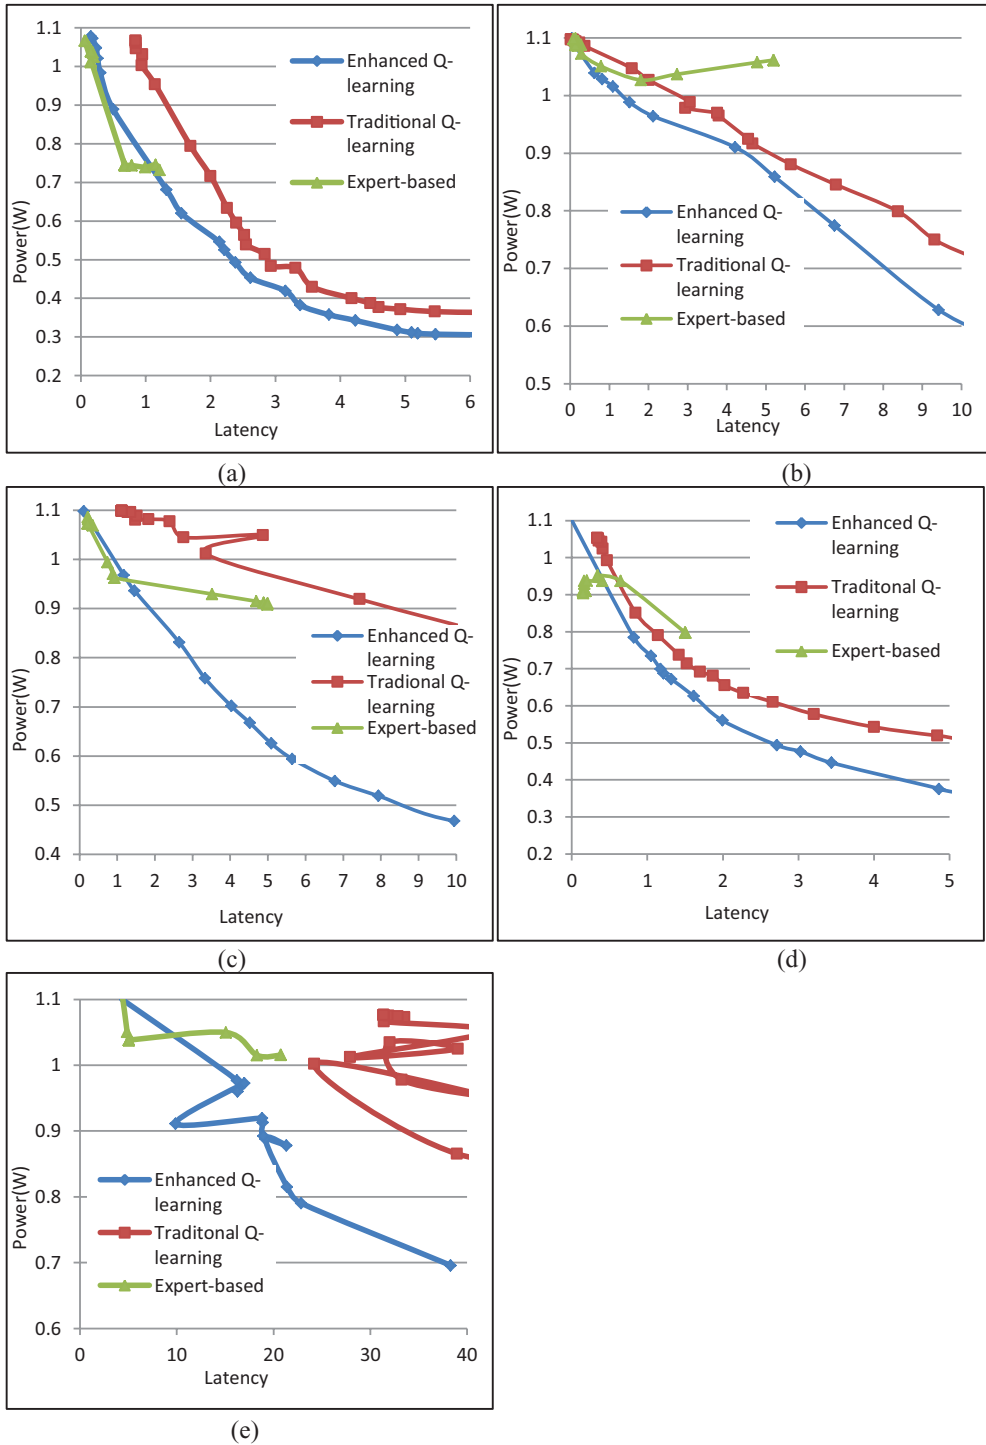 1.1
1
0.9
0.8
0.7
0.6
0.5
0.4
0.3
0.2
Power(W)
0 1 2 3 4 5 6
Latency
Enhanced Q-
learning
Traditional Q-
learning
Expert-based
(a)
1.1
1
0.9
0.8
0.7
0.6
0.5
Power(W)
0 1 2 3 4 5 6 7 8 9 10
Latency
Enhanced Q-
learning
Traditional Q-
learning
Expert-based
(b)
1.1
1
0.9
0.8
0.7
0.6
0.5
0.4
Power(W)
0 1 2 3 4 5 6 7 8 9 10
Latency
Enhanced Q-
learning
Tradional Q-
learning
Expert-based
(c)
1.1
1
0.9
0.8
0.7
0.6
0.5
0.4
0.3
0.2
Power(W)
0 1 2 3 4 5
Latency
Enhanced Q-
learning
Traditonal Q-
learning
Expert-based
(d)
1.1
1
0.9
0.8
0.7
0.6
Power(W)
0 10 20 30 40
Latency
Enhanced Q-
learning
Traditonal Q-
learning
Expert-based
(e)